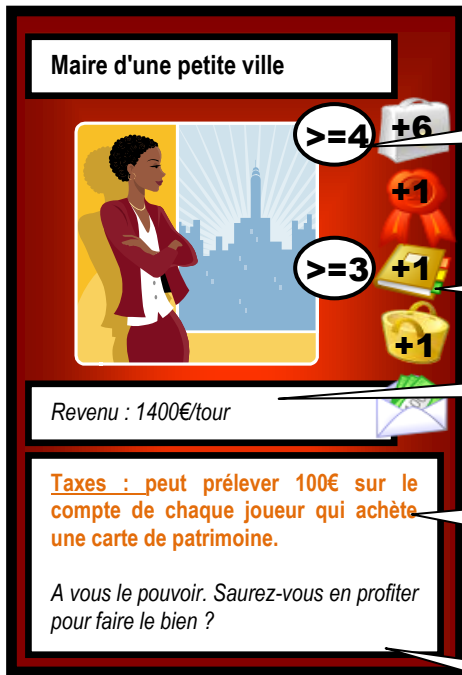 Maire d'une petite ville
>=4 +6
+1
>=3 +1
+1
Revenu : 1400€/tour
Taxes : peut prélever 100€ sur le
compte de chaque joueur qui achète
une carte de patrimoine.
A vous le pouvoir. Saurez-vous en profiter
pour faire le bien ?